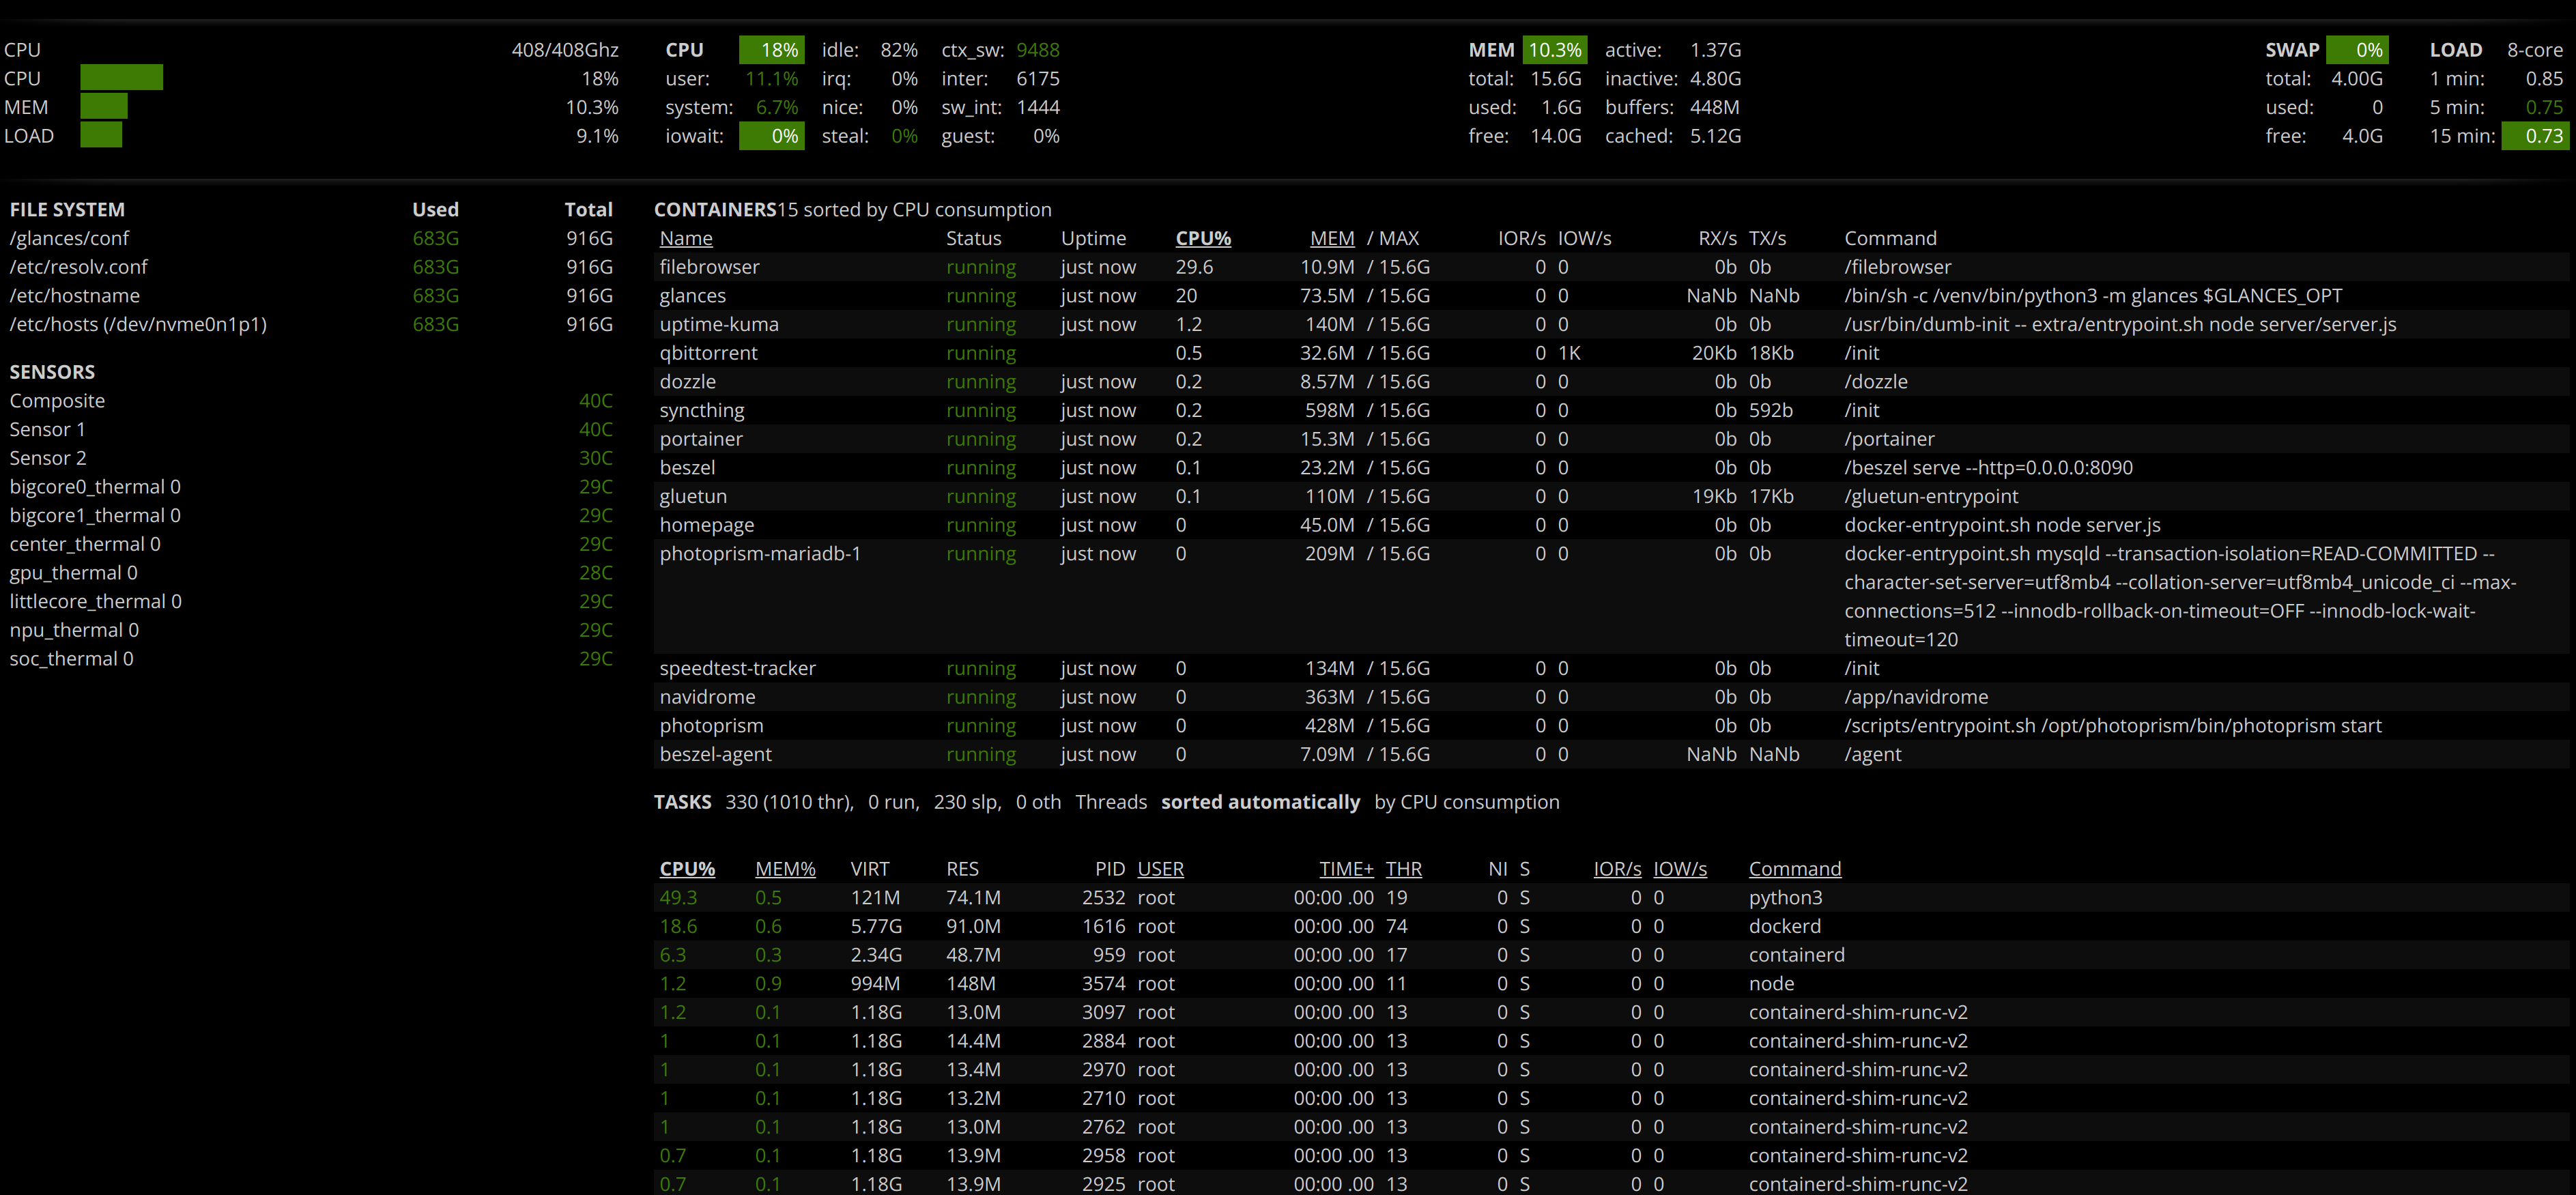 CPU 408/408Ghz CPU 18% idle: 82% ctx_sw: 9488 MEM 10.3% active: 1.37G SWAP 0% LOAD 8-core
CPU 18% user: 11.1% irq: 0% inter: 6175 total: 15.6G inactive: 4.80G total: 4.00G 1 min: 0.85
MEM 10.3% system: 6.7% nice: 0% sw_int: 1444 used: 1.6G buffers: 448M used: 0 5 min: 0.75
LOAD 9.1% iowait: 0% steal: 0% guest: 0% free: 14.0G cached: 5.12G free: 4.0G 15 min: 0.73
FILE SYSTEM Used Total
/glances/conf 683G 916G
/etc/resolv.conf 683G 916G
/etc/hostname 683G 916G
/etc/hosts (/dev/nvme0n1p1) 683G 916G
SENSORS
Composite 40C
Sensor 1 40C
Sensor 2 30C
bigcore0_thermal 0 29C
bigcore1_thermal 0 29C
center_thermal 0 29C
gpu_thermal 0 28C
littlecore_thermal 0 29C
npu_thermal 0 29C
soc_thermal 0 29C
CONTAINERS15 sorted by CPU consumption
Name Status Uptime CPU% MEM / MAX IOR/s IOW/s RX/s TX/s Command
filebrowser running just now 29.6 10.9M / 15.6G 0 0 0b 0b /filebrowser
glances running just now 20 73.5M / 15.6G 0 0 NaNb NaNb /bin/sh -c /venv/bin/python3 -m glances $GLANCES_OPT
uptime-kuma running just now 1.2 140M / 15.6G 0 0 0b 0b /usr/bin/dumb-init -- extra/entrypoint.sh node server/server.js
qbittorrent running 0.5 32.6M / 15.6G 0 1K 20Kb 18Kb /init
dozzle running just now 0.2 8.57M / 15.6G 0 0 0b 0b /dozzle
syncthing running just now 0.2 598M / 15.6G 0 0 0b 592b /init
portainer running just now 0.2 15.3M / 15.6G 0 0 0b 0b /portainer
beszel running just now 0.1 23.2M / 15.6G 0 0 0b 0b /beszel serve --http=0.0.0.0:8090
gluetun running just now 0.1 110M / 15.6G 0 0 19Kb 17Kb /gluetun-entrypoint
homepage running just now 0 45.0M / 15.6G 0 0 0b 0b docker-entrypoint.sh node server.js
photoprism-mariadb-1 running just now 0 209M / 15.6G 0 0 0b 0b docker-entrypoint.sh mysqld --transaction-isolation=READ-COMMITTED --
character-set-server=utf8mb4 --collation-server=utf8mb4_unicode_ci --max-
connections=512 --innodb-rollback-on-timeout=OFF --innodb-lock-wait-
timeout=120
speedtest-tracker running just now 0 134M / 15.6G 0 0 0b 0b /init
navidrome running just now 0 363M / 15.6G 0 0 0b 0b /app/navidrome
photoprism running just now 0 428M / 15.6G 0 0 0b 0b /scripts/entrypoint.sh /opt/photoprism/bin/photoprism start
beszel-agent running just now 0 7.09M / 15.6G 0 0 NaNb NaNb /agent
TASKS 330 (1010 thr), 0 run, 230 slp, 0 oth Threads sorted automatically by CPU consumption
CPU% MEM% VIRT RES PID USER TIME+ THR NI S IOR/s IOW/s Command
49.3 0.5 121M 74.1M 2532 root 00:00 .00 19 0 S 0 0 python3
18.6 0.6 5.77G 91.0M 1616 root 00:00 .00 74 0 S 0 0 dockerd
6.3 0.3 2.34G 48.7M 959 root 00:00 .00 17 0 S 0 0 containerd
1.2 0.9 994M 148M 3574 root 00:00 .00 11 0 S 0 0 node
1.2 0.1 1.18G 13.0M 3097 root 00:00 .00 13 0 S 0 0 containerd-shim-runc-v2
1 0.1 1.18G 14.4M 2884 root 00:00 .00 13 0 S 0 0 containerd-shim-runc-v2
1 0.1 1.18G 13.4M 2970 root 00:00 .00 13 0 S 0 0 containerd-shim-runc-v2
1 0.1 1.18G 13.2M 2710 root 00:00 .00 13 0 S 0 0 containerd-shim-runc-v2
1 0.1 1.18G 13.0M 2762 root 00:00 .00 13 0 S 0 0 containerd-shim-runc-v2
0.7 0.1 1.18G 13.9M 2958 root 00:00 .00 13 0 S 0 0 containerd-shim-runc-v2
0.7 0.1 1.18G 13.9M 2925 root 00:00 .00 13 0 S 0 0 containerd-shim-runc-v2